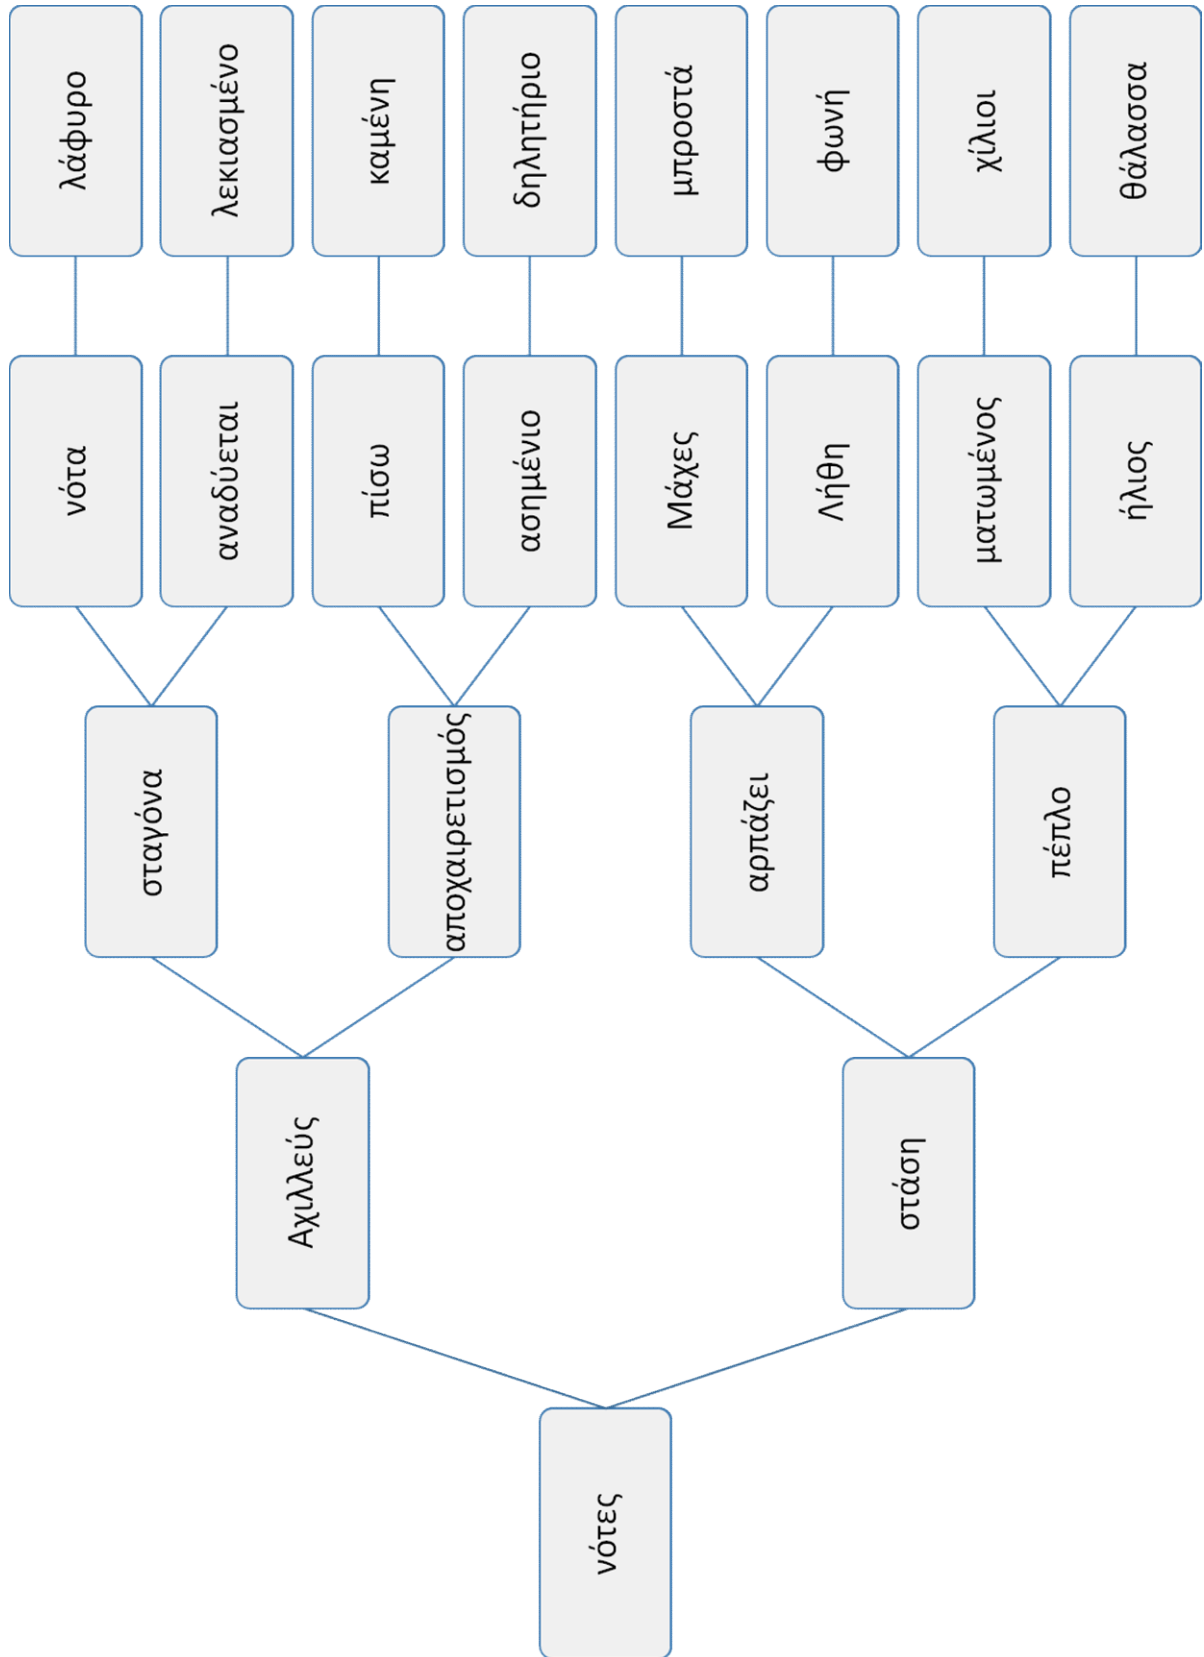 νότες
Αχιλλεύς
σταγόνα
νότα
λάφυρο
αναδύεται
λεκιασμένο
αποχαιρετισμός
πίσω
καμένη
ασημένιο
δηλητήριο
στάση
αρπάζει
Μάχες
μπροστά
Λήθη
φωνή
πέπλο
ματωμένος
χίλιοι
ήλιος
θάλασσα